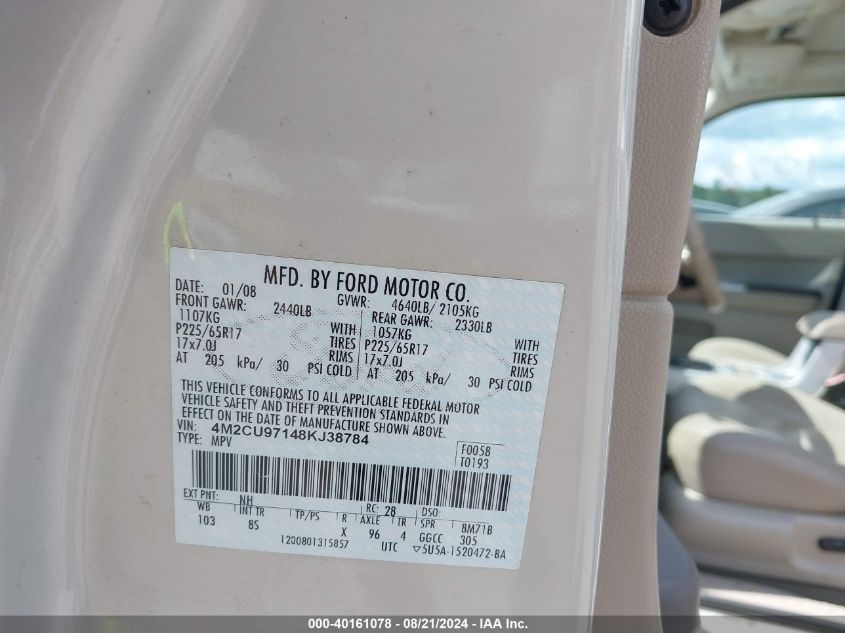 MFD. BY FORD MOTOR CO.
DATE: 01/08 GVWR: 4640LB/ 2105KG
FRONT GAWR: 2440LB REAR GAWR: 2330LB
1107KG WITH 1057KG WITH
P225/65R17 TIRES P225/65R17 TIRES
17x7.0J RIMS 17x7.0J RIMS
AT 205 kPa/ 30 PSI COLD AT 205 kPa/ 30 PSI COLD
THIS VEHICLE CONFORMS TO ALL APPLICABLE FEDERAL MOTOR
VEHICLE SAFETY AND THEFT PREVENTION STANDARDS IN
EFFECT ON THE DATE OF MANUFACTURE SHOWN ABOVE.
VIN: 4M2CU97148KJ38784 F0058
TYPE: MPV T0193
EXT PNT: NH RC: 28 DSO:
WB INT TR TP/PS R AXLE TR SPR BM71B
103 85 X 96 4 GGCC 305
1200801315857 UTC 5U5A-1520472-BA
000-40161078 - 08/21/2024 - IAA Inc.